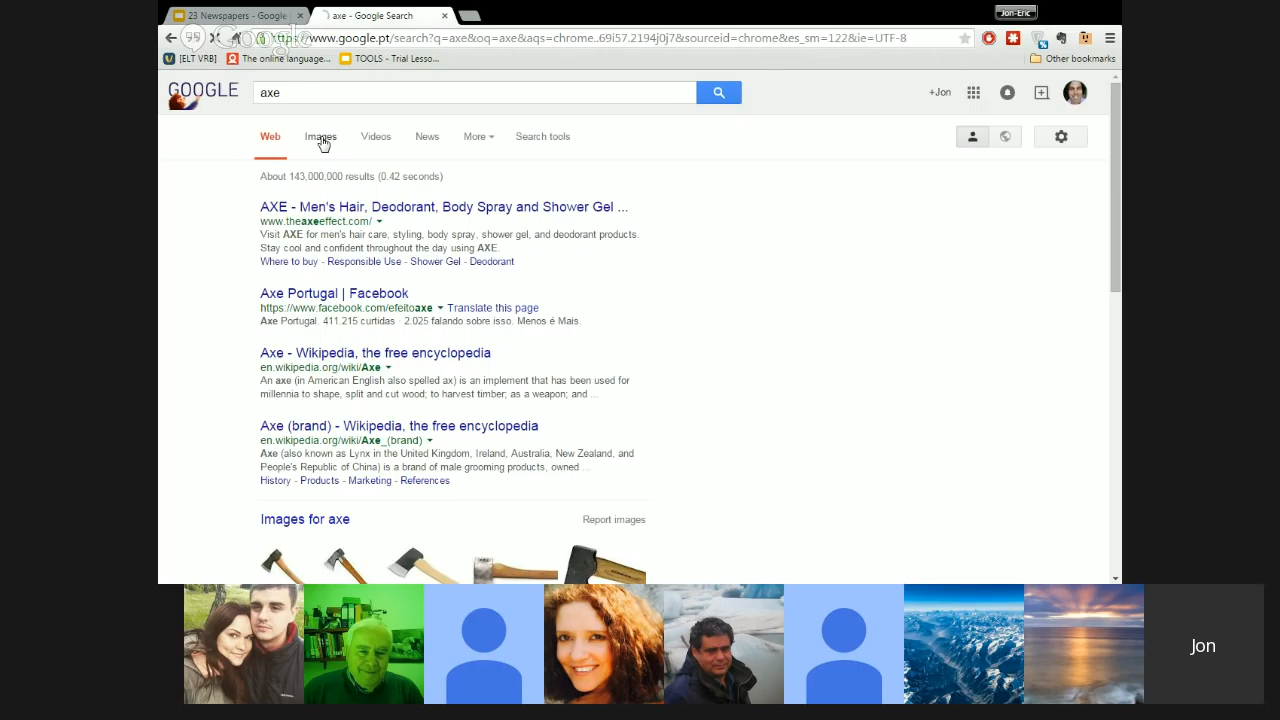 23 Newspapers - Google
axe - Google Search
Jon-Eric
https://www.google.pt/search?q=axe&oq=axe&aqs=chrome..69i57.2194j0j7&sourceid=chrome&es_sm=122&ie=UTF-8
Google
[ELT VRB]
The online language...
TOOLS - Trial Lesso...
Other bookmarks
GOOGLE
axe
+Jon
Web
Images
Videos
News
More
Search tools
About 143,000,000 results (0.42 seconds)
AXE - Men's Hair, Deodorant, Body Spray and Shower Gel ...
www.theaxeeffect.com/
Visit AXE for men's hair care, styling, body spray, shower gel, and deodorant products.
Stay cool and confident throughout the day using AXE.
Where to buy - Responsible Use - Shower Gel - Deodorant
Axe Portugal | Facebook
https://www.facebook.com/efeitoaxe Translate this page
Axe Portugal. 411.215 curtidas · 2.025 falando sobre isso. Menos é Mais.
Axe - Wikipedia, the free encyclopedia
en.wikipedia.org/wiki/Axe
An axe (in American English also spelled ax) is an implement that has been used for
millennia to shape, split and cut wood; to harvest timber; as a weapon; and ...
Axe (brand) - Wikipedia, the free encyclopedia
en.wikipedia.org/wiki/Axe_(brand)
Axe (also known as Lynx in the United Kingdom, Ireland, Australia, New Zealand, and
People's Republic of China) is a brand of male grooming products, owned ...
History - Products - Marketing - References
Images for axe
Report images
Jon